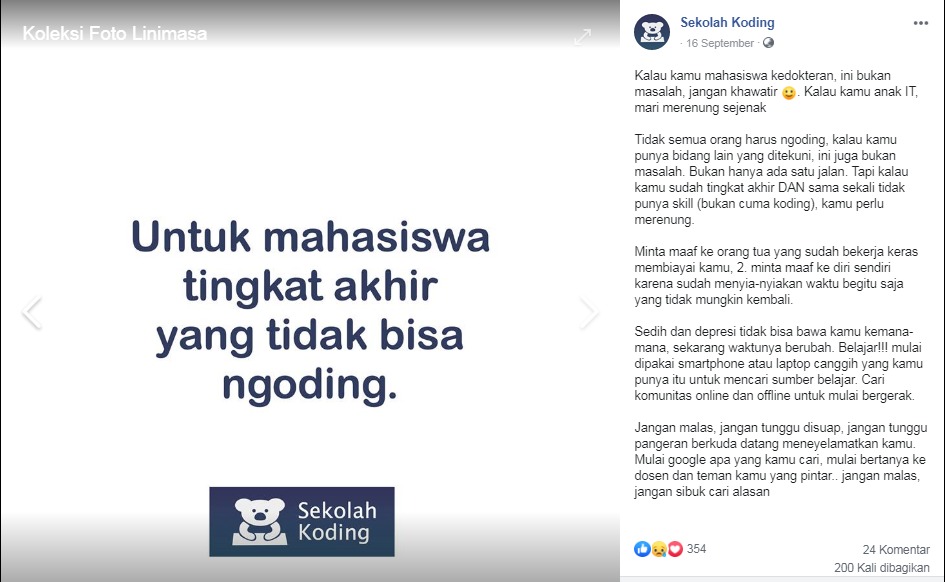 Koleksi Foto Linimasa
Untuk mahasiswa
tingkat akhir
yang tidak bisa
ngoding.
Sekolah
Koding
Sekolah Koding
· 16 September ·
Kalau kamu mahasiswa kedokteran, ini bukan
masalah, jangan khawatir 😉. Kalau kamu anak IT,
mari merenung sejenak
Tidak semua orang harus ngoding, kalau kamu
punya bidang lain yang ditekuni, ini juga bukan
masalah. Bukan hanya ada satu jalan. Tapi kalau
kamu sudah tingkat akhir DAN sama sekali tidak
punya skill (bukan cuma koding), kamu perlu
merenung.
Minta maaf ke orang tua yang sudah bekerja keras
membiayai kamu, 2. minta maaf ke diri sendiri
karena sudah menyia-nyiakan waktu begitu saja
yang tidak mungkin kembali.
Sedih dan depresi tidak bisa bawa kamu kemana-
mana, sekarang waktunya berubah. Belajar!!! mulai
dipakai smartphone atau laptop canggih yang kamu
punya itu untuk mencari sumber belajar. Cari
komunitas online dan offline untuk mulai bergerak.
Jangan malas, jangan tunggu disuap, jangan tunggu
pangeran berkuda datang meneyelamatkan kamu.
Mulai google apa yang kamu cari, mulai bertanya ke
dosen dan teman kamu yang pintar.. jangan malas,
jangan sibuk cari alasan
354
24 Komentar
200 Kali dibagikan